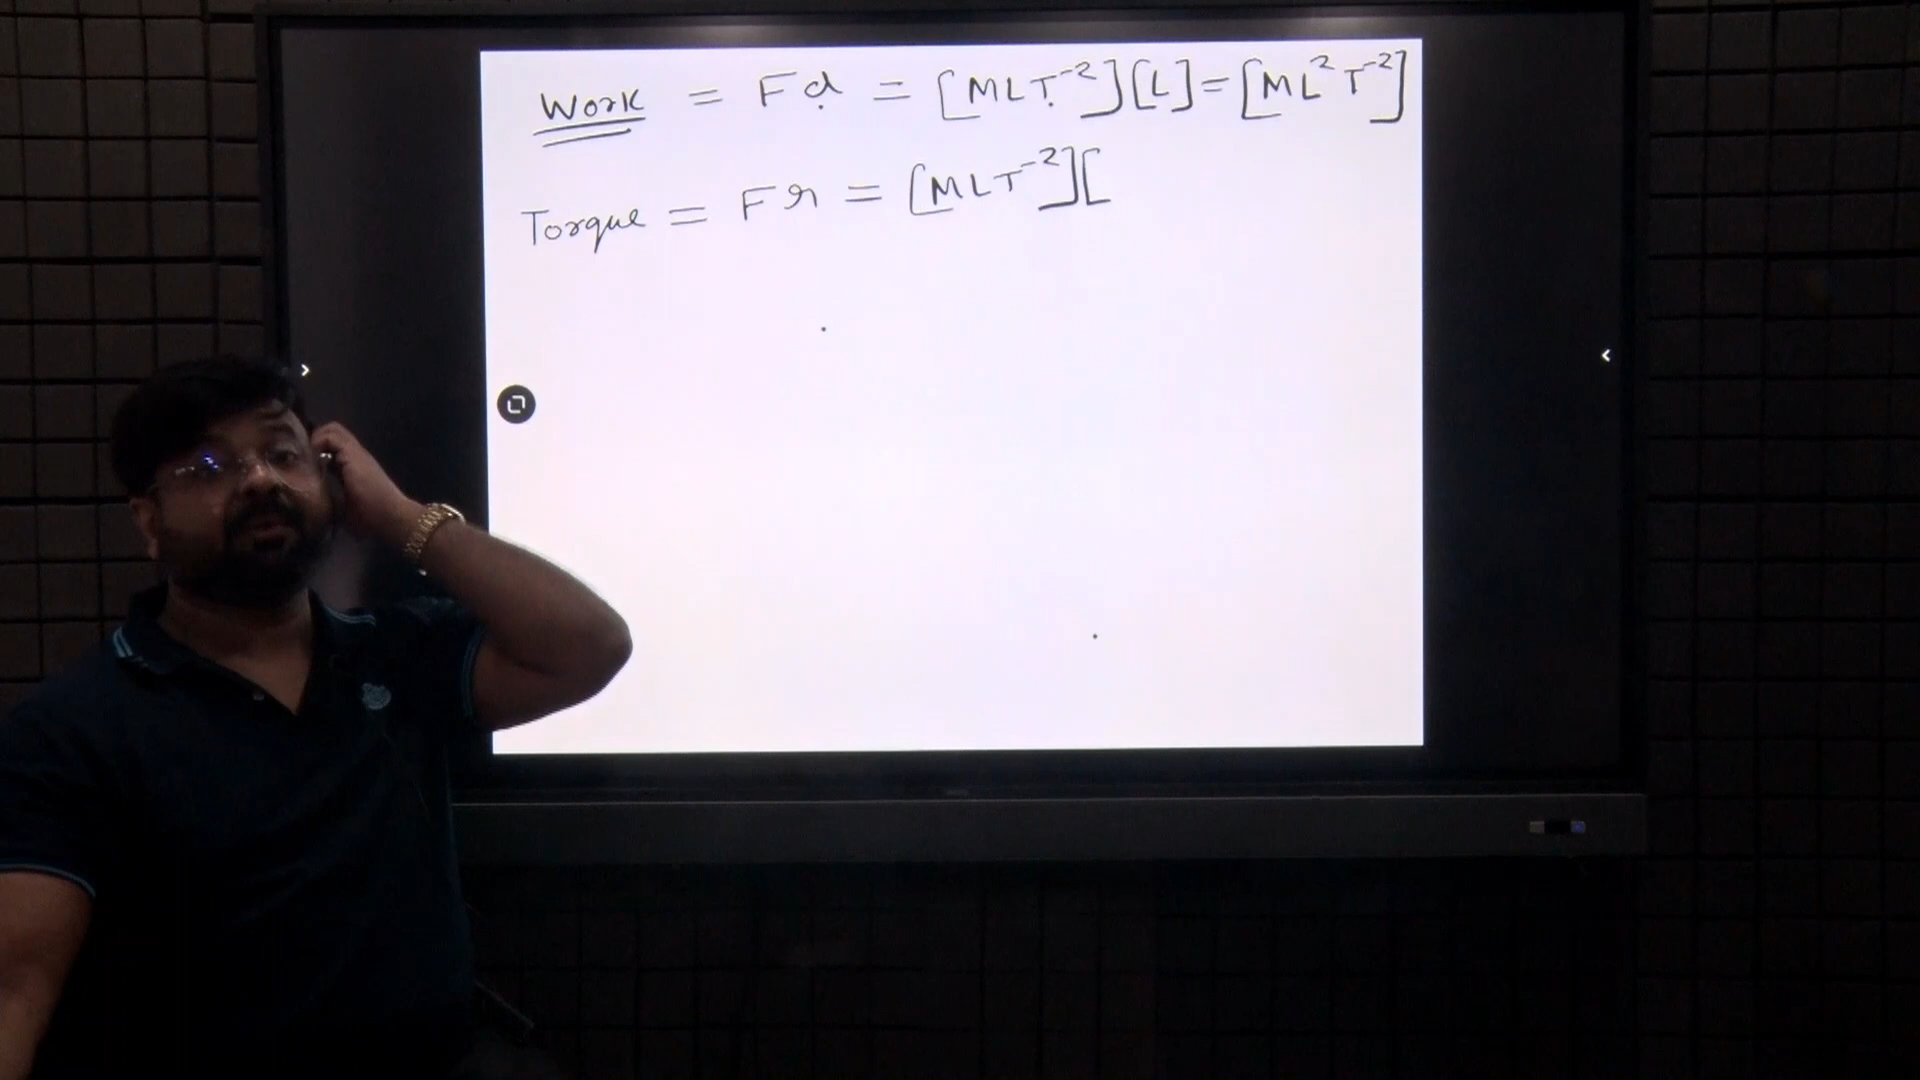 Work = Fd = [MLT⁻²][L] = [ML²T⁻²]
Torque = Fr = [MLT⁻²][